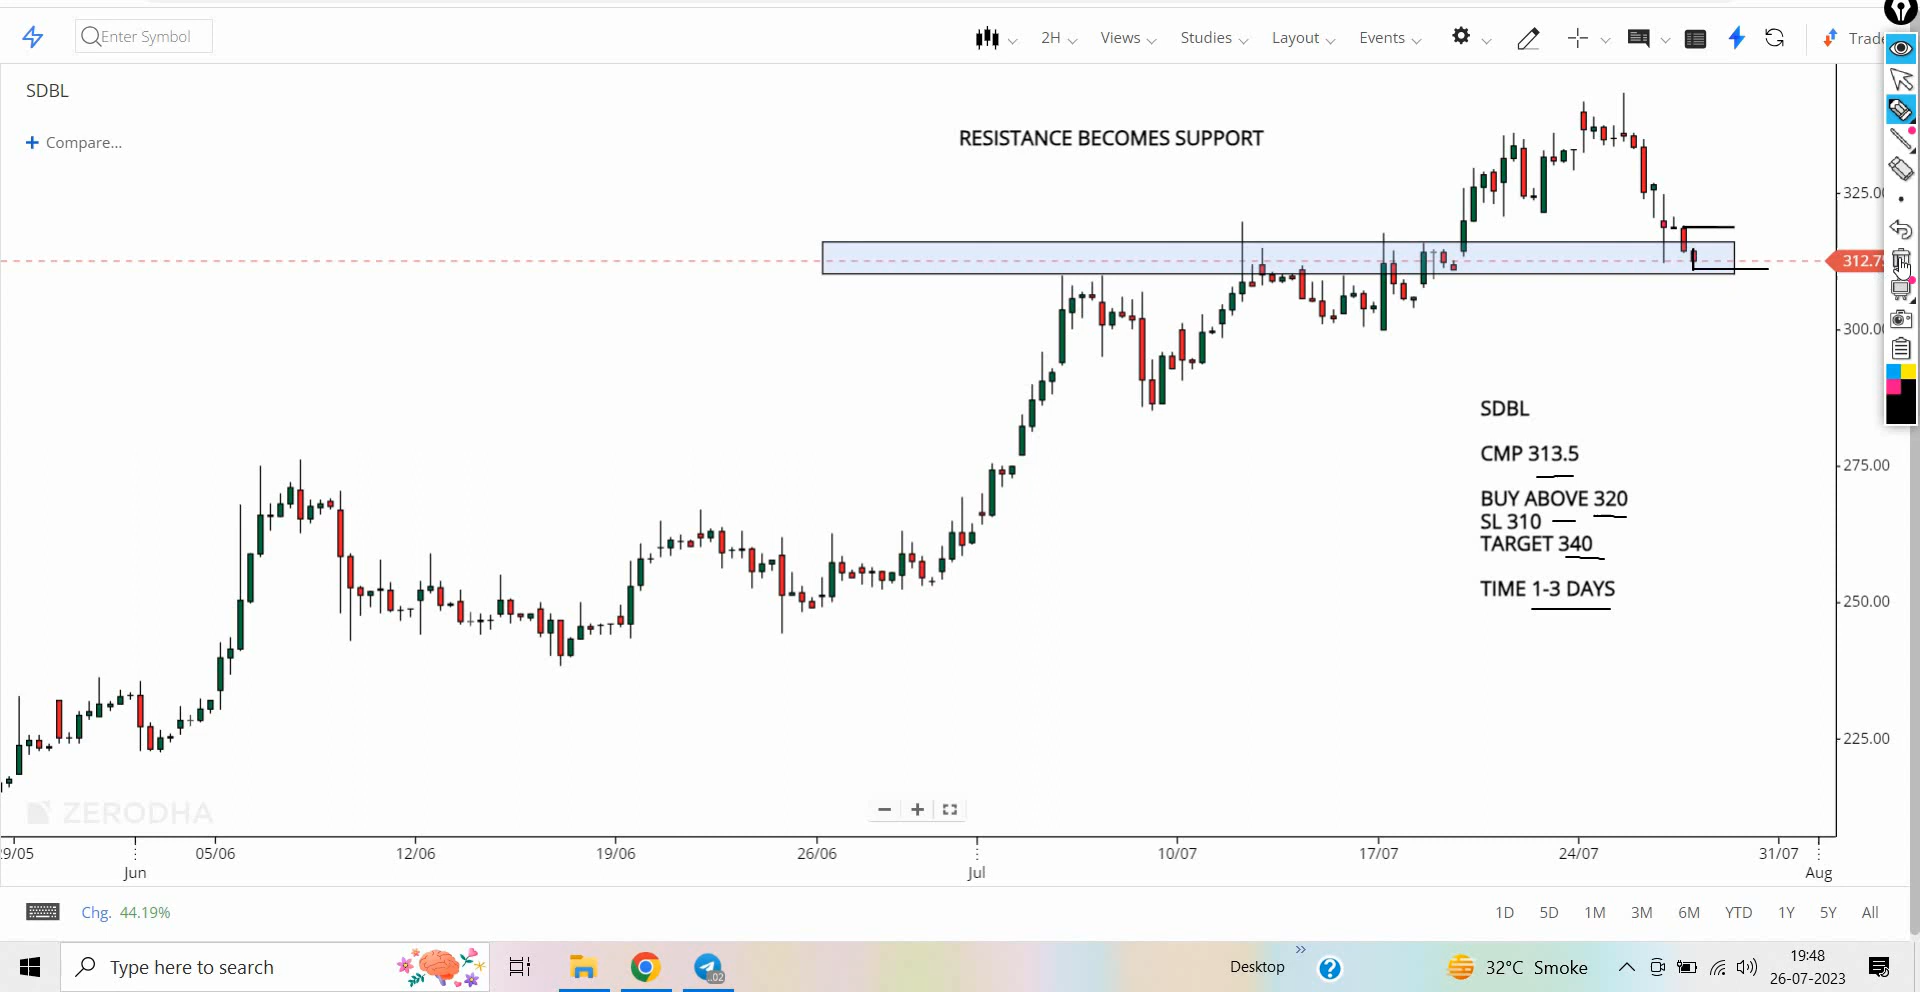 Enter Symbol
2H
Views
Studies
Layout
Events
Trade
SDBL
Compare...
RESISTANCE BECOMES SUPPORT
325.00
312.75
300.00
275.00
250.00
225.00
SDBL
CMP 313.5
BUY ABOVE 320
SL 310
TARGET 340
TIME 1-3 DAYS
ZERODHA
29/05
05/06
12/06
19/06
26/06
10/07
17/07
24/07
31/07
Jun
Jul
Aug
Chg. 44.19%
1D 5D 1M 3M 6M YTD 1Y 5Y All
Type here to search
.02
Desktop
32°C Smoke
19:48
26-07-2023